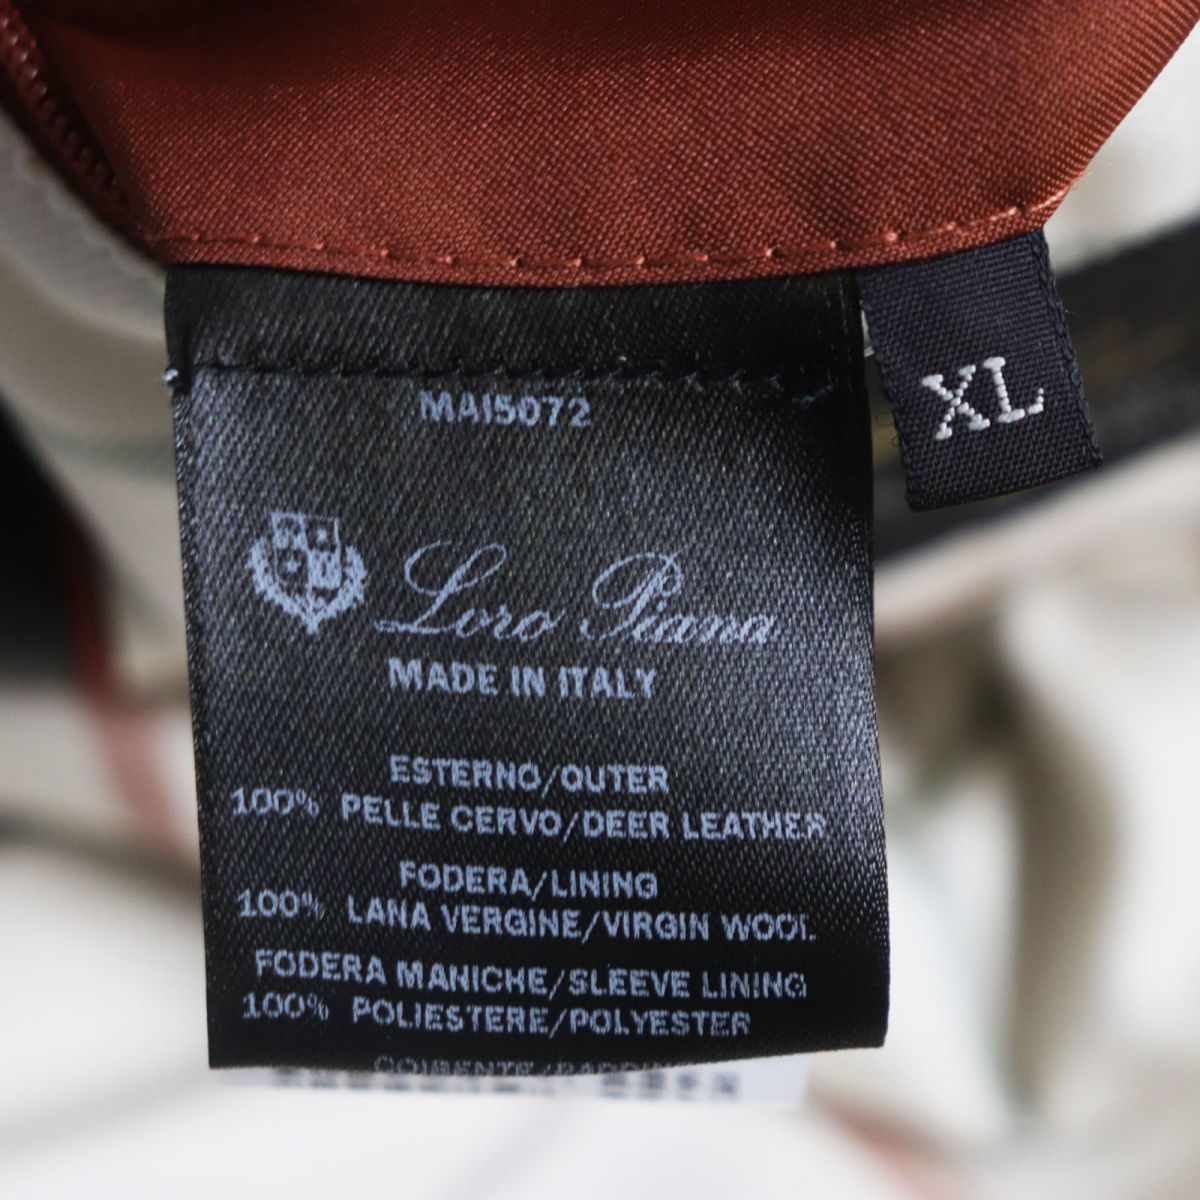 MAI5072
XL
Loro Piana
MADE IN ITALY
ESTERNO/OUTER
100% PELLE CERVO/DEER LEATHER
FODERA/LINING
100% LANA VERGINE/VIRGIN WOOL
FODERA MANICHE/SLEEVE LINING
100% POLIESTERE/POLYESTER